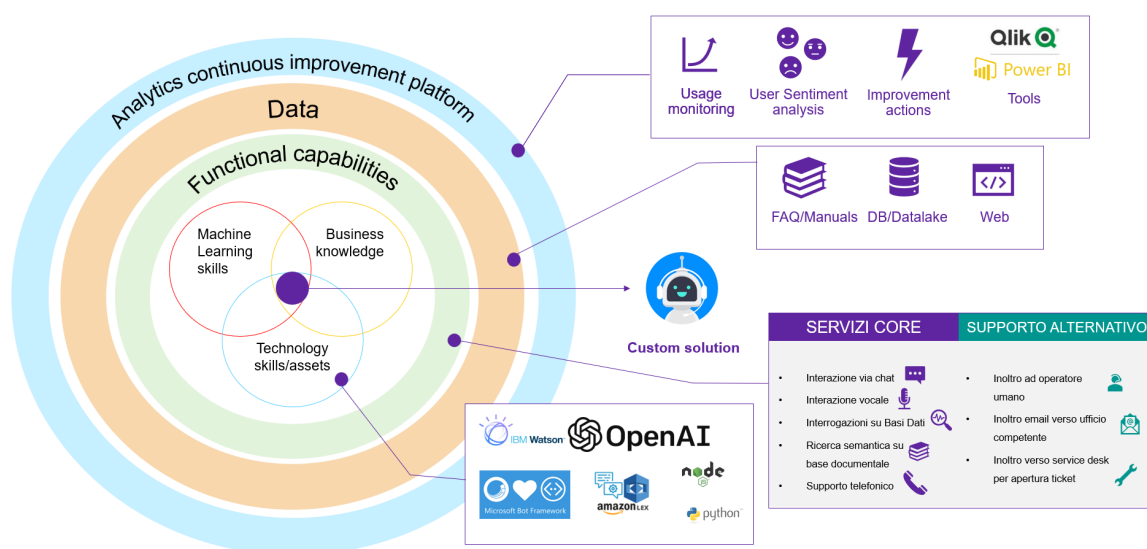 Analytics continuous improvement platform
Data
Functional capabilities
Machine
Learning
skills
Business
knowledge
Technology
skills/assets
Usage
monitoring
User Sentiment
analysis
Improvement
actions
Qlik
Power BI
Tools
FAQ/Manuals
DB/Datalake
Web
Custom solution
SERVIZI CORE
• Interazione via chat
• Interazione vocale
• Interrogazioni su Basi Dati
• Ricerca semantica su
base documentale
• Supporto telefonico
SUPPORTO ALTERNATIVO
• Inoltro ad operatore
umano
• Inoltro email verso ufficio
competente
• Inoltro verso service desk
per apertura ticket
IBM Watson
OpenAI
Microsoft Bot Framework
amazon LEX
node
JS
python